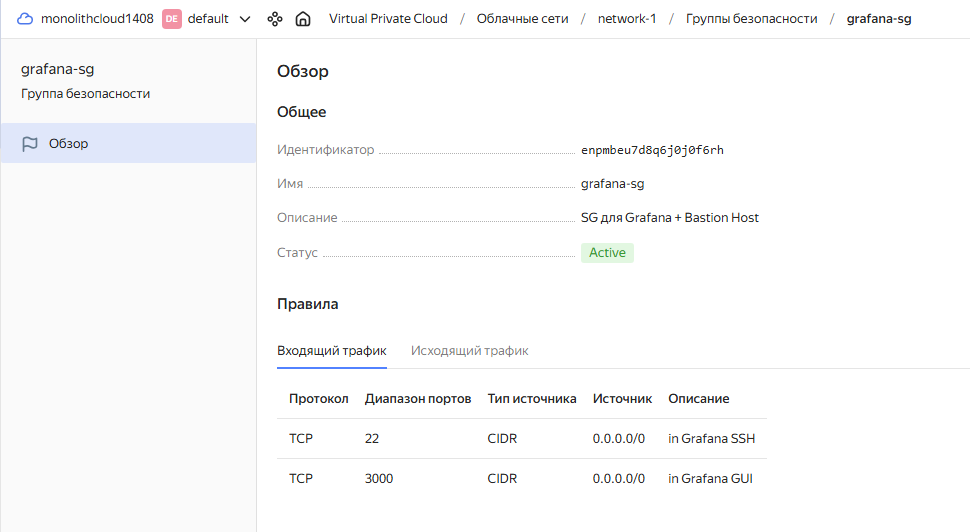 monolithcloud1408 DE default Virtual Private Cloud / Облачные сети / network-1 / Группы безопасности / grafana-sg
grafana-sg
Группа безопасности
Обзор
Обзор
Общее
Идентификатор enpmbeu7d8q6j0j0f6rh
Имя grafana-sg
Описание SG для Grafana + Bastion Host
Статус Active
Правила
Входящий трафик Исходящий трафик
Протокол Диапазон портов Тип источника Источник Описание
TCP 22 CIDR 0.0.0.0/0 in Grafana SSH
TCP 3000 CIDR 0.0.0.0/0 in Grafana GUI